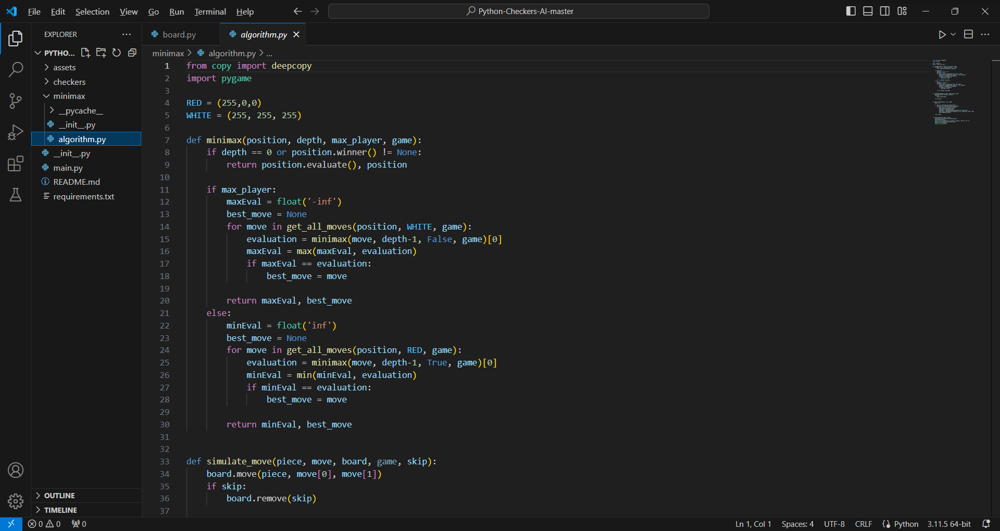 File Edit Selection View Go Run Terminal Help
Python-Checkers-AI-master
EXPLORER
PYTHO...
assets
checkers
minimax
__pycache__
__init__.py
algorithm.py
__init__.py
main.py
README.md
requirements.txt
OUTLINE
TIMELINE
board.py
algorithm.py
minimax > algorithm.py > ...
1 from copy import deepcopy
2 import pygame
3
4 RED = (255,0,0)
5 WHITE = (255, 255, 255)
6
7 def minimax(position, depth, max_player, game):
8     if depth == 0 or position.winner() != None:
9         return position.evaluate(), position
10
11     if max_player:
12         maxEval = float('-inf')
13         best_move = None
14         for move in get_all_moves(position, WHITE, game):
15             evaluation = minimax(move, depth-1, False, game)[0]
16             maxEval = max(maxEval, evaluation)
17             if maxEval == evaluation:
18                 best_move = move
19
20         return maxEval, best_move
21     else:
22         minEval = float('inf')
23         best_move = None
24         for move in get_all_moves(position, RED, game):
25             evaluation = minimax(move, depth-1, True, game)[0]
26             minEval = min(minEval, evaluation)
27             if minEval == evaluation:
28                 best_move = move
29
30         return minEval, best_move
31
32
33 def simulate_move(piece, move, board, game, skip):
34     board.move(piece, move[0], move[1])
35     if skip:
36         board.remove(skip)
37
0 0 0
Ln 1, Col 1 Spaces: 4 UTF-8 CRLF Python 3.11.5 64-bit